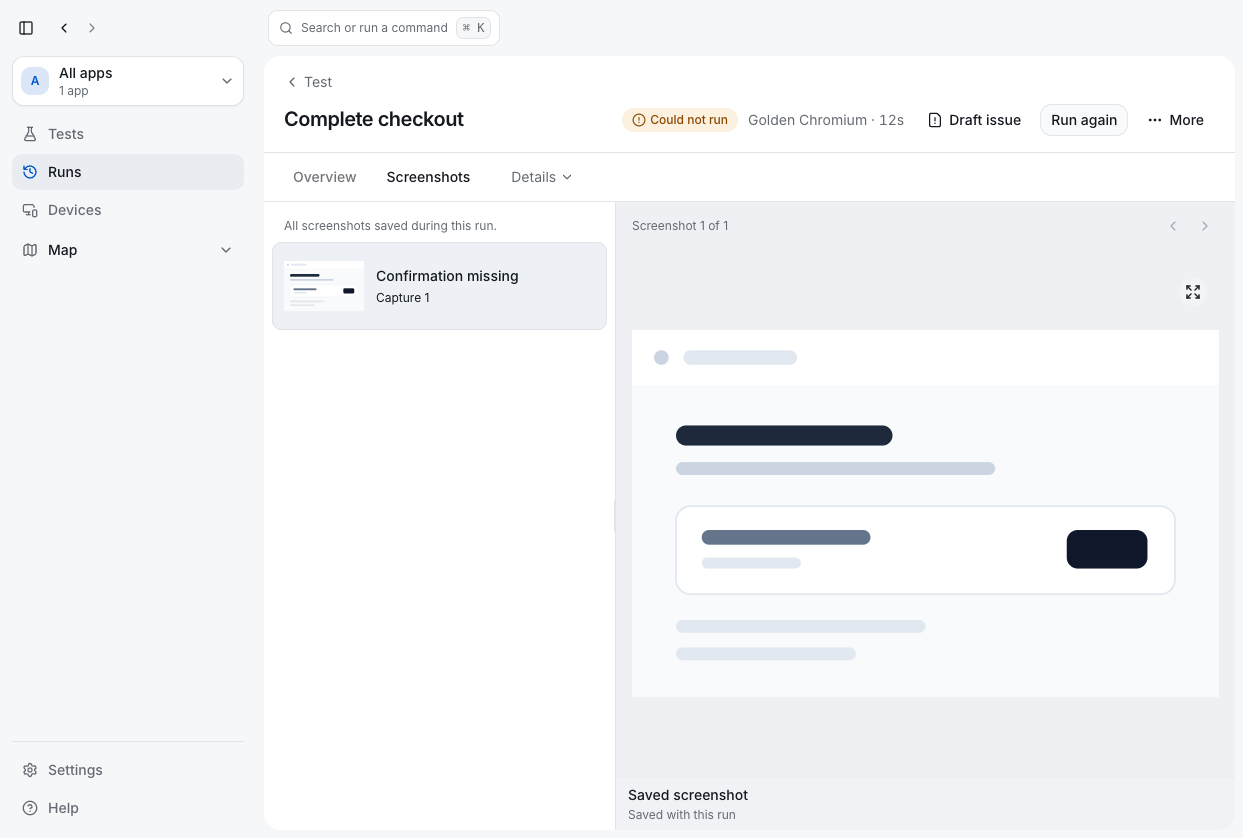 Search or run a command
⌘ K
A
All apps
1 app
Tests
Runs
Devices
Map
Settings
Help
Test
Complete checkout
Could not run
Golden Chromium · 12s
Draft issue
Run again
More
Overview
Screenshots
Details
All screenshots saved during this run.
Confirmation missing
Capture 1
Screenshot 1 of 1
Saved screenshot
Saved with this run